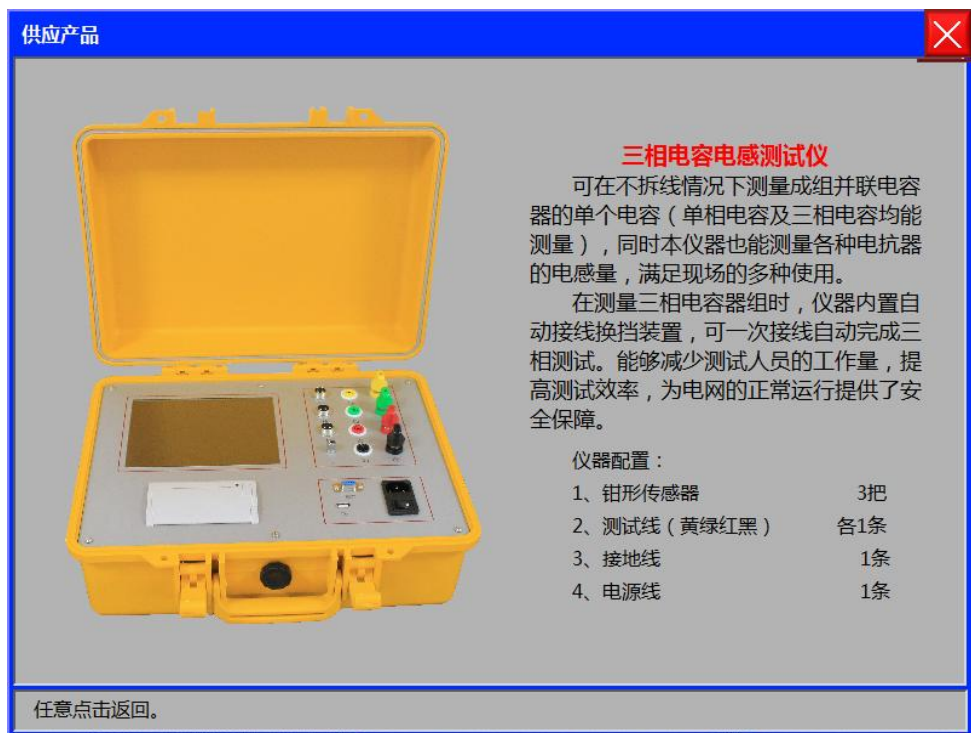 供应产品
三相电容电感测试仪
可在不拆线情况下测量成组并联电容
器的单个电容（单相电容及三相电容均能
测量），同时本仪器也能测量各种电抗器
的电感量，满足现场的多种使用。
在测量三相电容器组时，仪器内置自
动接线换挡装置，可一次接线自动完成三
相测试。能够减少测试人员的工作量，提
高测试效率，为电网的正常运行提供了安
全保障。
仪器配置：
1、钳形传感器 3把
2、测试线（黄绿红黑） 各1条
3、接地线 1条
4、电源线 1条
任意点击返回。